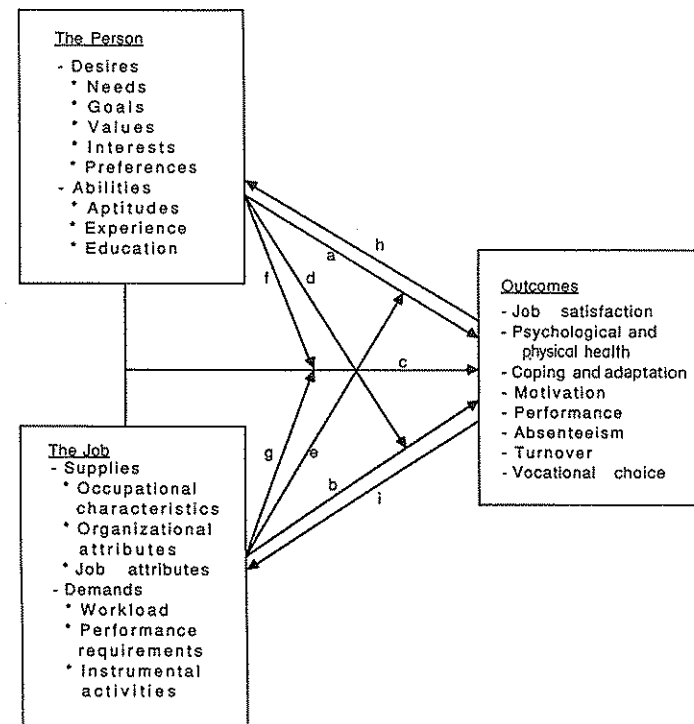 The Person
- Desires
* Needs
* Goals
* Values
* Interests
* Preferences
- Abilities
* Aptitudes
* Experience
* Education
h
a
f
d
c
g
e
b
i
Outcomes
- Job satisfaction
- Psychological and
physical health
- Coping and adaptation
- Motivation
- Performance
- Absenteeism
- Turnover
- Vocational choice
The Job
- Supplies
* Occupational
characteristics
* Organizational
attributes
* Job attributes
- Demands
* Workload
* Performance
requirements
* Instrumental
activities